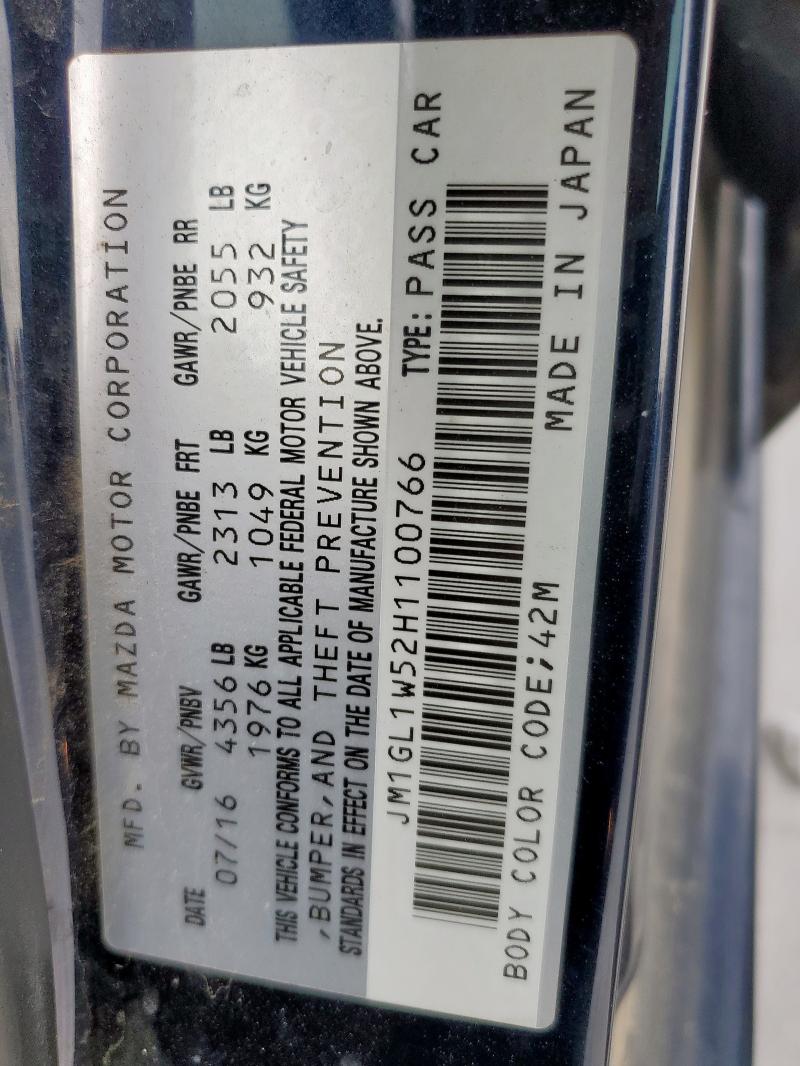 MFD. BY MAZDA MOTOR CORPORATION
DATE GVWR/PNBV GAWR/PNBE FRT GAWR/PNBE RR
07/16 4356 LB 2313 LB 2055 LB
1976 KG 1049 KG 932 KG
THIS VEHICLE CONFORMS TO ALL APPLICABLE FEDERAL MOTOR VEHICLE SAFETY
,BUMPER,AND THEFT PREVENTION
STANDARDS IN EFFECT ON THE DATE OF MANUFACTURE SHOWN ABOVE.
JM1GL1W52H1100766 TYPE: PASS CAR
BODY COLOR CODE;42M MADE IN JAPAN